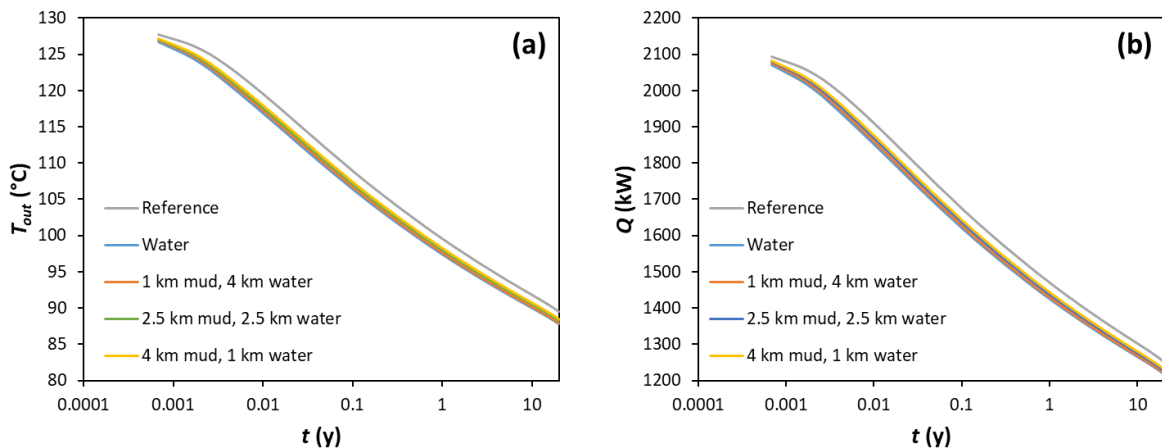 (a)
130
125
120
115
110
105
100
95
90
85
80
T_out (°C)
Reference
Water
1 km mud, 4 km water
2.5 km mud, 2.5 km water
4 km mud, 1 km water
0.0001 0.001 0.01 0.1 1 10
t (y)
(b)
2200
2100
2000
1900
1800
1700
1600
1500
1400
1300
1200
Q (kW)
Reference
Water
1 km mud, 4 km water
2.5 km mud, 2.5 km water
4 km mud, 1 km water
0.0001 0.001 0.01 0.1 1 10
t (y)